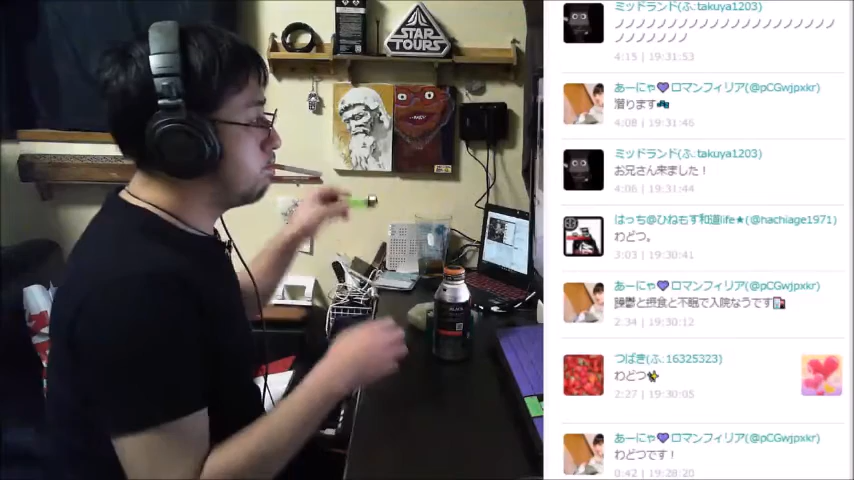 STAR
TOURS
BLACK
ミッドランド(ふ:takuya1203)
ノノノノノノノノノノノノノノノノノノノノノノ
ノノノノノノノ
4:15 | 19:31:53
あーにゃ💜ロマンフィリア(@pCGwjpxkr)
潜ります
4:08 | 19:31:46
ミッドランド(ふ:takuya1203)
お兄さん来ました!
4:06 | 19:31:44
はっち@ひねもす和道life★(@hachiage1971)
わどつ。
3:03 / 19:30:41
あーにゃ💜ロマンフィリア(@pCGwjpxkr)
躁鬱と摂食と不眠で入院なうです🏥
2:34 | 19:30:12
つばき(ふ:16325323)
わどつ
2:27 / 19:30:05
あーにゃ💜ロマンフィリア(@pCGwjpxkr)
わどつです!
0:42 / 19:28:20